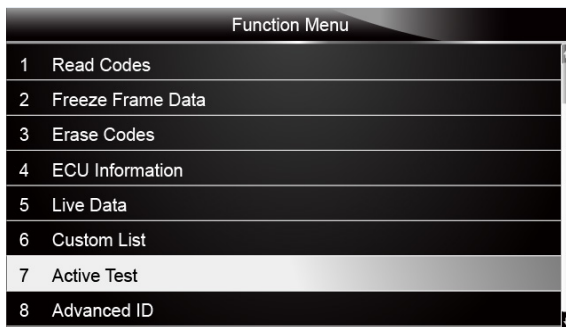 Function Menu
1 Read Codes
2 Freeze Frame Data
3 Erase Codes
4 ECU Information
5 Live Data
6 Custom List
7 Active Test
8 Advanced ID